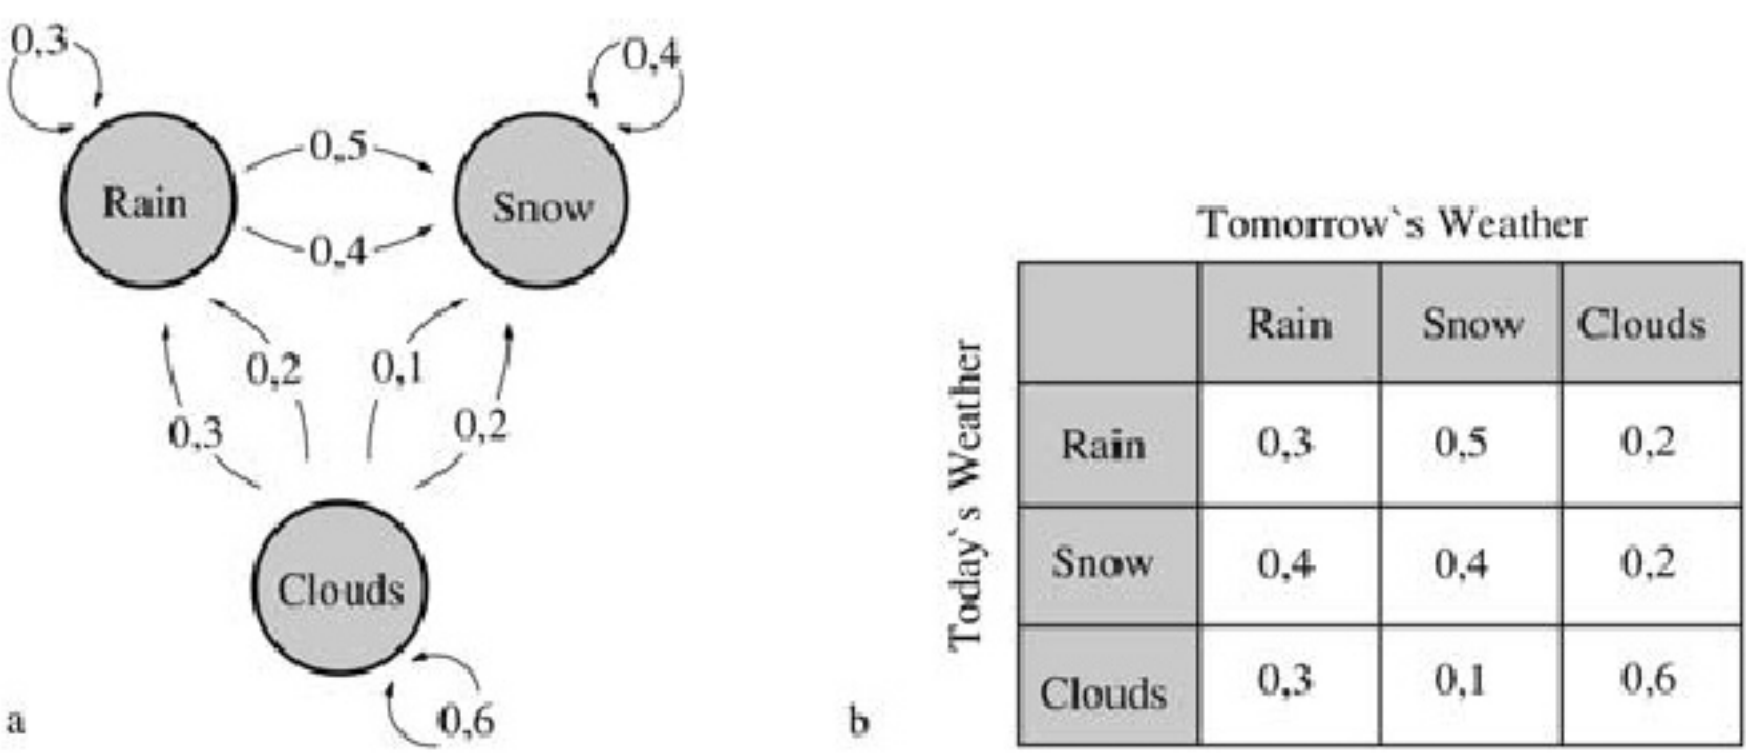 0,3
0,4
0,5
Rain
Snow
0,4
0,2
0,1
0,3
0,2
Clouds
0,6
a
b
Tomorrow`s Weather
Today`s Weather
Rain Snow Clouds
Rain 0,3 0,5 0,2
Snow 0,4 0,4 0,2
Clouds 0,3 0,1 0,6